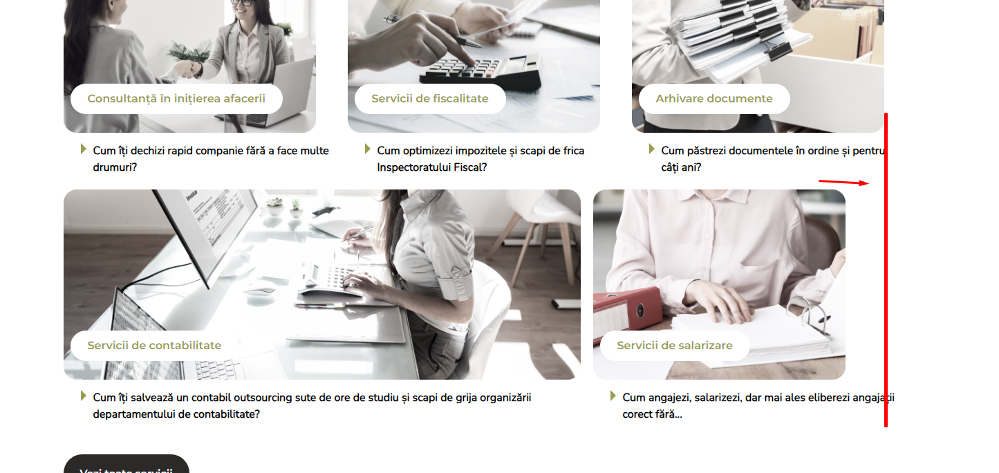 Consultanță în inițierea afacerii
Servicii de fiscalitate
Arhivare documente
Cum îți dechizi rapid companie fără a face multe
drumuri?
Cum optimizezi impozitele și scapi de frica
Inspectoratului Fiscal?
Cum păstrezi documentele în ordine și pentru
câți ani?
Invoice
Servicii de contabilitate
Servicii de salarizare
Cum îți salvează un contabil outsourcing sute de ore de studiu și scapi de grija organizării
departamentului de contabilitate?
Cum angajezi, salarizezi, dar mai ales eliberezi angajații
corect fără...
Vezi toate servicii